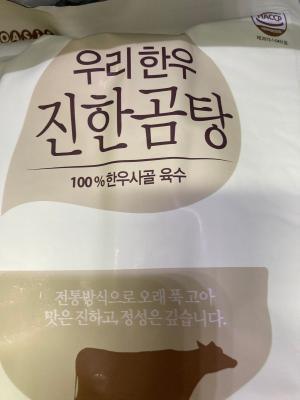 OASIS
HACCP
우리 한우
진한곰탕
100%한우사골 육수
전통방식으로 오래 푹 고아
맛은 진하고, 정성은 깊습니다.